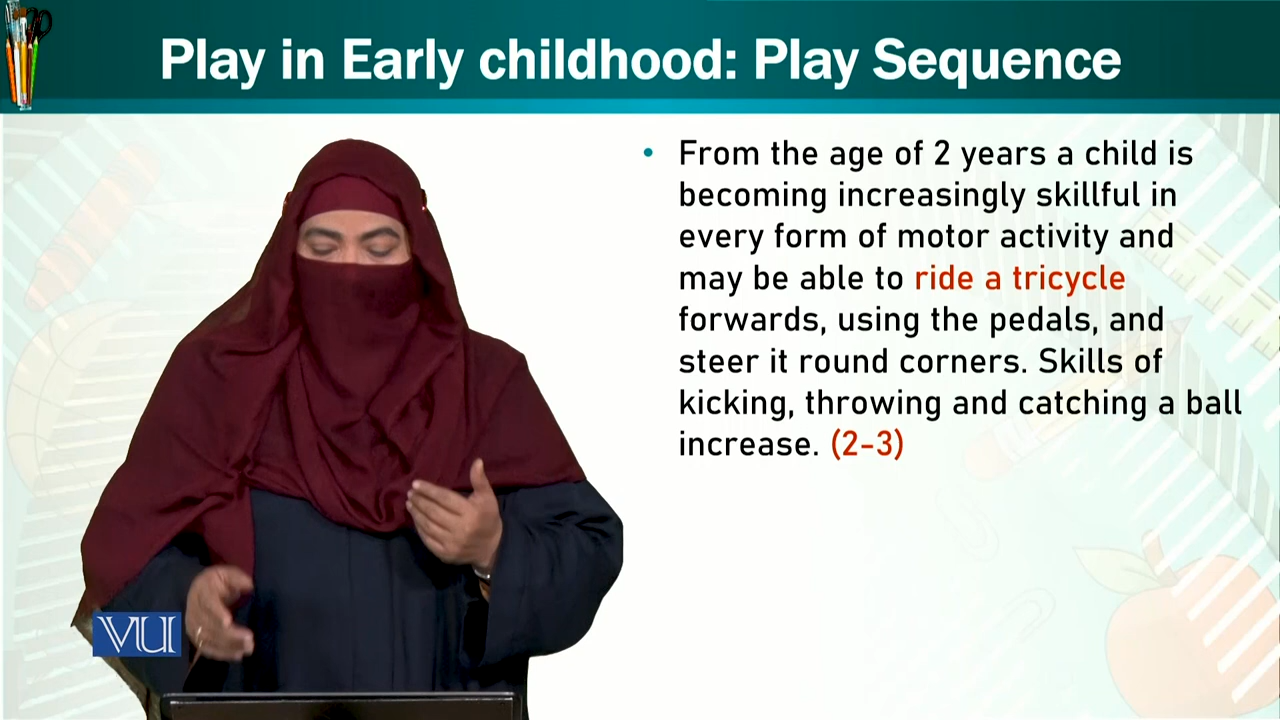 Play in Early childhood: Play Sequence
• From the age of 2 years a child is
becoming increasingly skillful in
every form of motor activity and
may be able to ride a tricycle
forwards, using the pedals, and
steer it round corners. Skills of
kicking, throwing and catching a ball
increase. (2-3)
VU